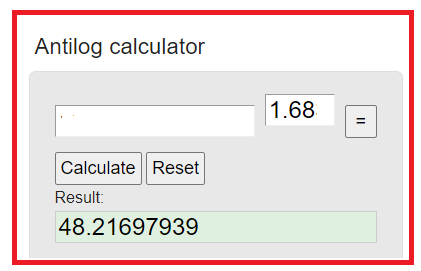 Antilog calculator
1.68
=
Calculate Reset
Result:
48.21697939